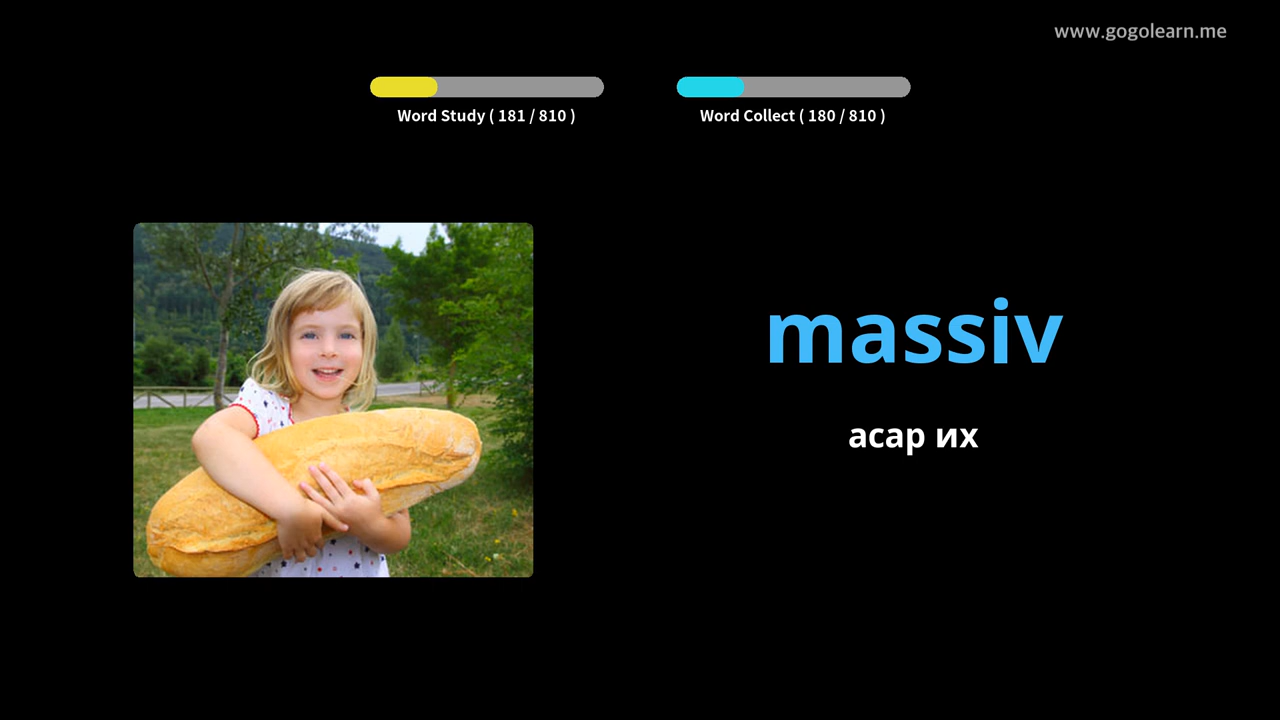 www.gogolearn.me
Word Study ( 181 / 810 )
Word Collect ( 180 / 810 )
massiv
асар их